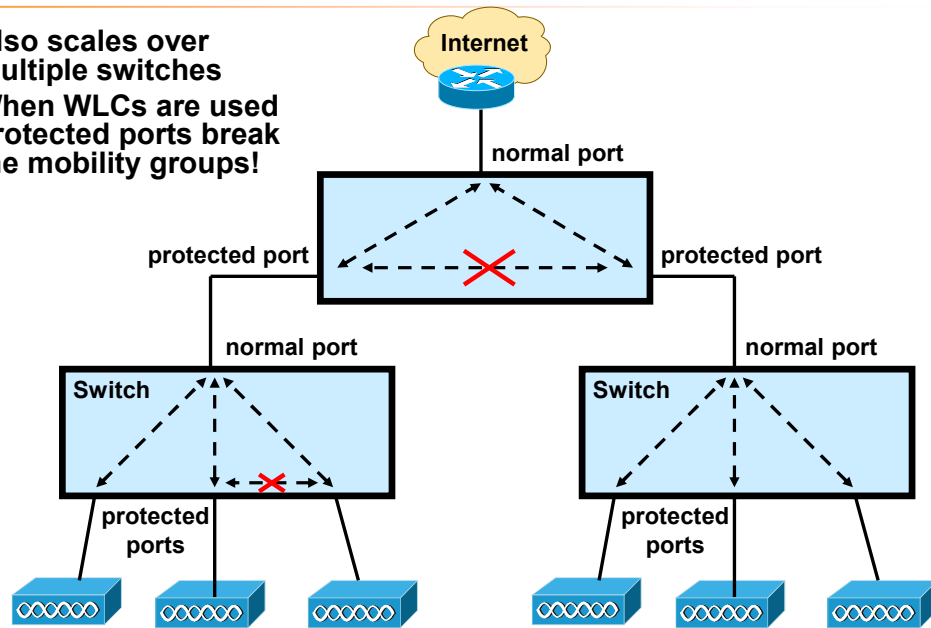 lso scales over
ultiple switches
When WLCs are used
rotected ports break
he mobility groups!
Internet
normal port
protected port
protected port
normal port
normal port
Switch
Switch
protected
ports
protected
ports